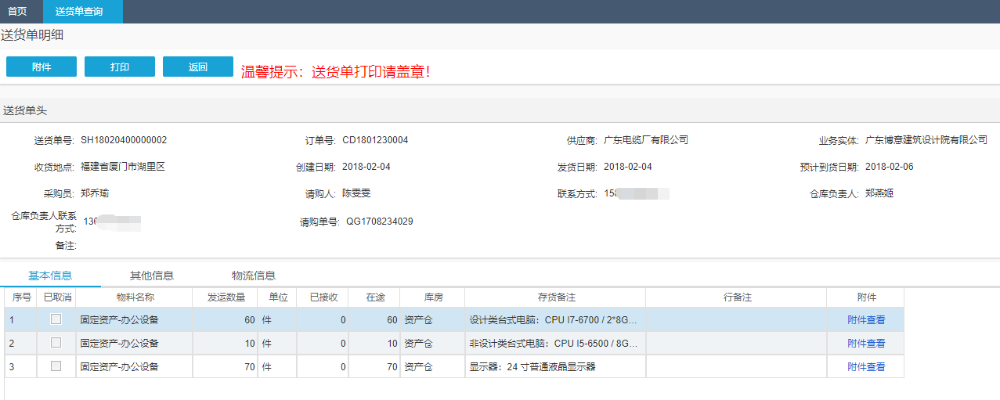 首页 送货单查询
送货单明细
附件 打印 返回 温馨提示：送货单打印请盖章！
送货单头
送货单号: SH18020400000002 订单号: CD1801230004 供应商: 广东电缆厂有限公司 业务实体: 广东博意建筑设计院有限公司
收货地点: 福建省厦门市湖里区 创建日期: 2018-02-04 发货日期: 2018-02-04 预计到货日期: 2018-02-06
采购员: 郑乔瑜 请购人: 陈雯雯 联系方式: 15 仓库负责人: 郑燕姬
仓库负责人联系
方式: 136 请购单号: QG1708234029
备注:
基本信息 其他信息 物流信息
序号 已取消 物料名称 发运数量 单位 已接收 在途 库房 存货备注 行备注 附件
1 固定资产-办公设备 60 件 0 60 资产仓 设计类台式电脑：CPU I7-6700 / 2*8G... 附件查看
2 固定资产-办公设备 10 件 0 10 资产仓 非设计类台式电脑：CPU I5-6500 / 8G... 附件查看
3 固定资产-办公设备 70 件 0 70 资产仓 显示器：24 寸普通液晶显示器 附件查看